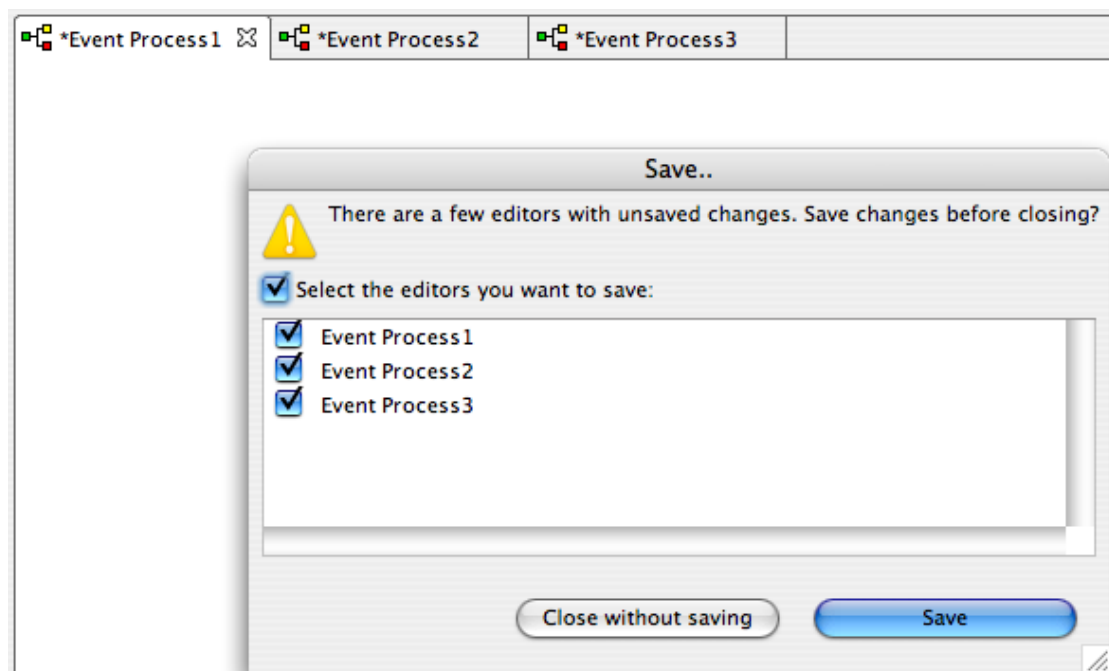 *Event Process1 *Event Process2 *Event Process3
Save..
There are a few editors with unsaved changes. Save changes before closing?
Select the editors you want to save:
Event Process1
Event Process2
Event Process3
Close without saving Save